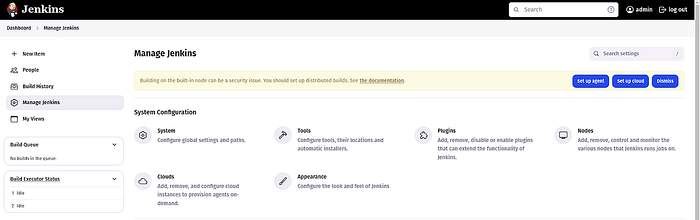 Jenkins
Search
admin
log out
Dashboard > Manage Jenkins
New Item
People
Build History
Manage Jenkins
My Views
Build Queue
No builds in the queue.
Build Executor Status
1 Idle
2 Idle
Manage Jenkins
Search settings /
Building on the built-in node can be a security issue. You should set up distributed builds. See the documentation.
Set up agent
Set up cloud
Dismiss
System Configuration
System
Configure global settings and paths.
Tools
Configure tools, their locations and
automatic installers.
Plugins
Add, remove, disable or enable plugins
that can extend the functionality of
Jenkins.
Nodes
Add, remove, control and monitor the
various nodes that Jenkins runs jobs on.
Clouds
Add, remove, and configure cloud
instances to provision agents on-
demand.
Appearance
Configure the look and feel of Jenkins